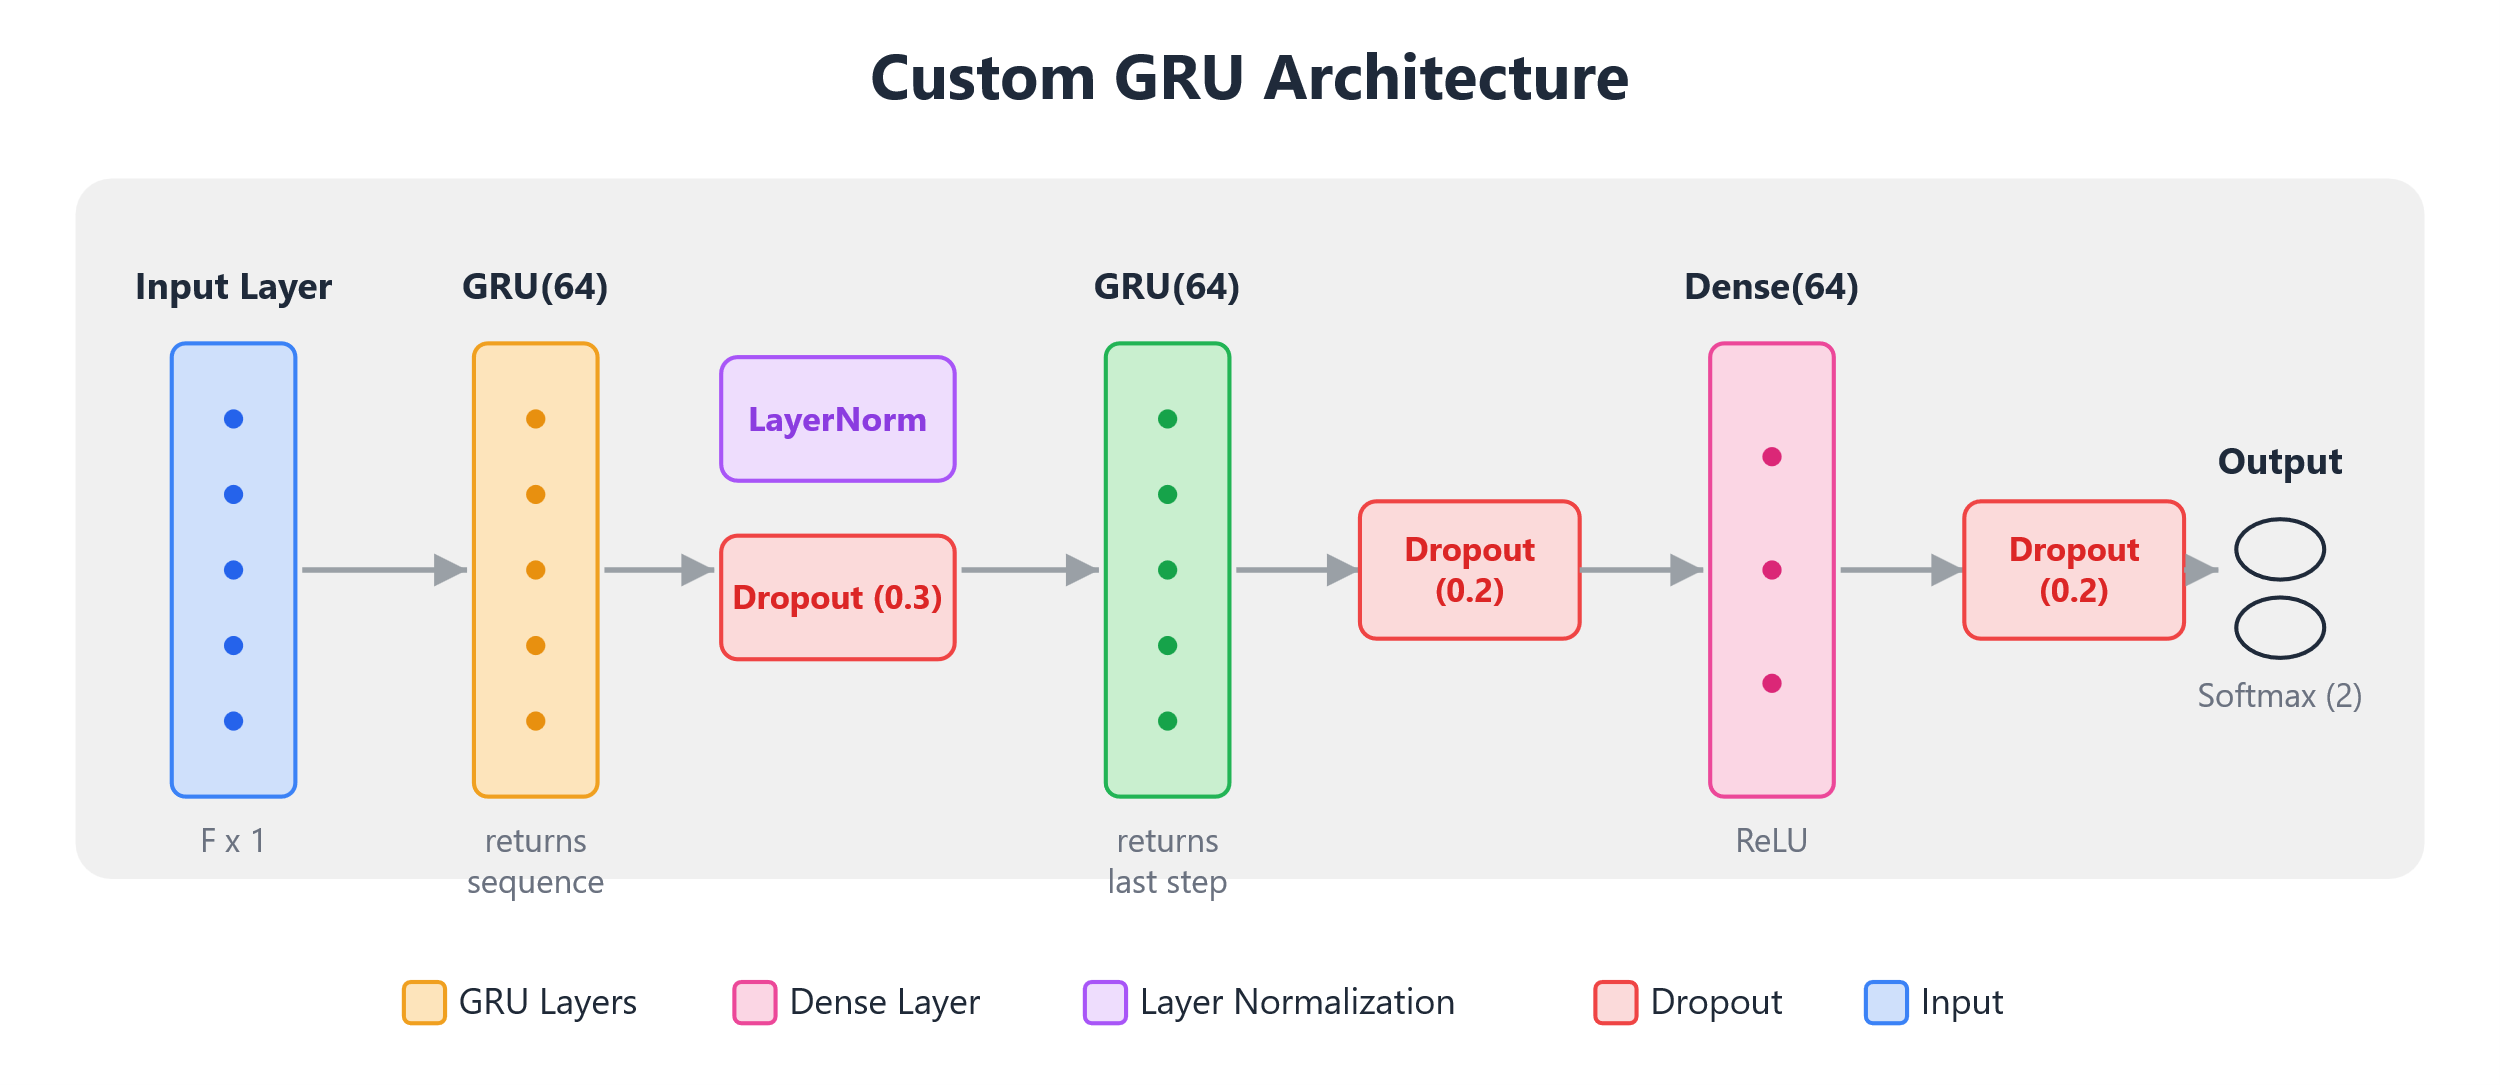 Custom GRU Architecture
Input Layer
GRU(64)
GRU(64)
Dense(64)
LayerNorm
Dropout (0.3)
Dropout
(0.2)
Dropout
(0.2)
Output
Softmax (2)
F x 1
returns
sequence
returns
last step
ReLU
GRU Layers
Dense Layer
Layer Normalization
Dropout
Input